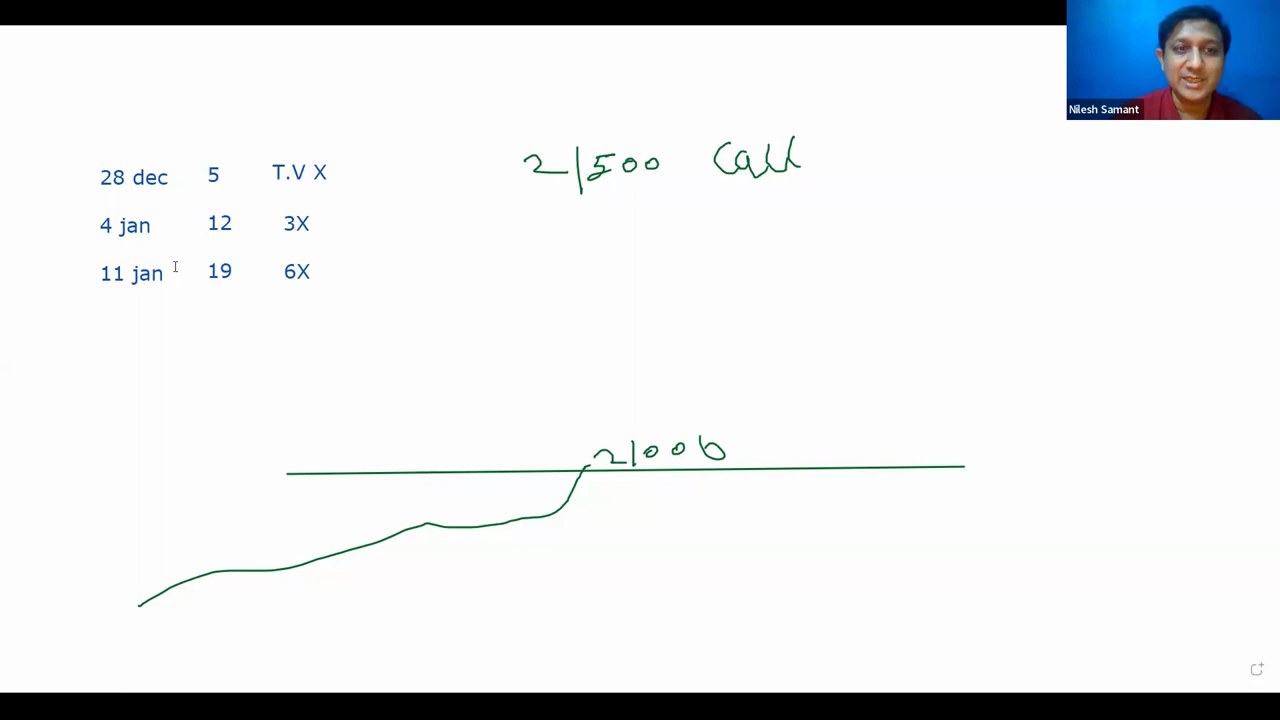 Nilesh Samant
21500 call
28 dec 5 T.V X
4 jan 12 3X
11 jan 19 6X
21000